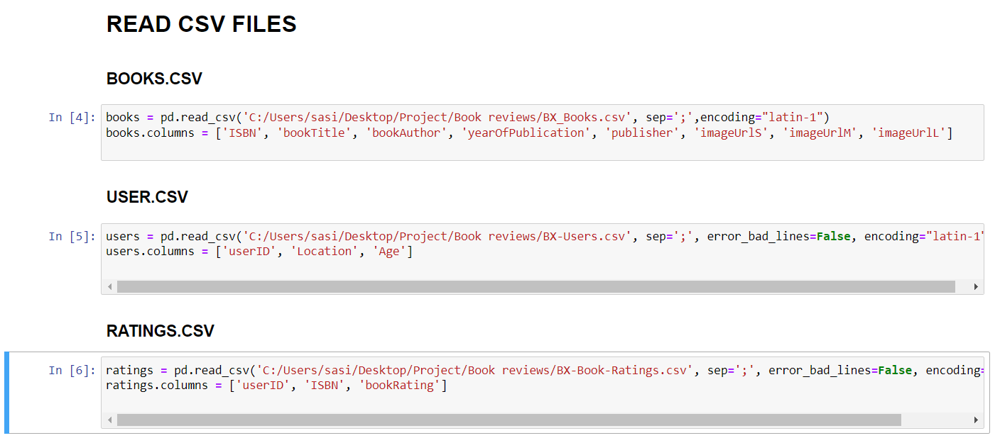 READ CSV FILES
BOOKS.CSV
In [4]: books = pd.read_csv('C:/Users/sasi/Desktop/Project/Book reviews/BX_Books.csv', sep=';',encoding="latin-1")
books.columns = ['ISBN', 'bookTitle', 'bookAuthor', 'yearOfPublication', 'publisher', 'imageUrlS', 'imageUrlM', 'imageUrlL']
USER.CSV
In [5]: users = pd.read_csv('C:/Users/sasi/Desktop/Project/Book reviews/BX-Users.csv', sep=';', error_bad_lines=False, encoding="latin-1"
users.columns = ['userID', 'Location', 'Age']
RATINGS.CSV
In [6]: ratings = pd.read_csv('C:/Users/sasi/Desktop/Project/Book reviews/BX-Book-Ratings.csv', sep=';', error_bad_lines=False, encoding=
ratings.columns = ['userID', 'ISBN', 'bookRating']